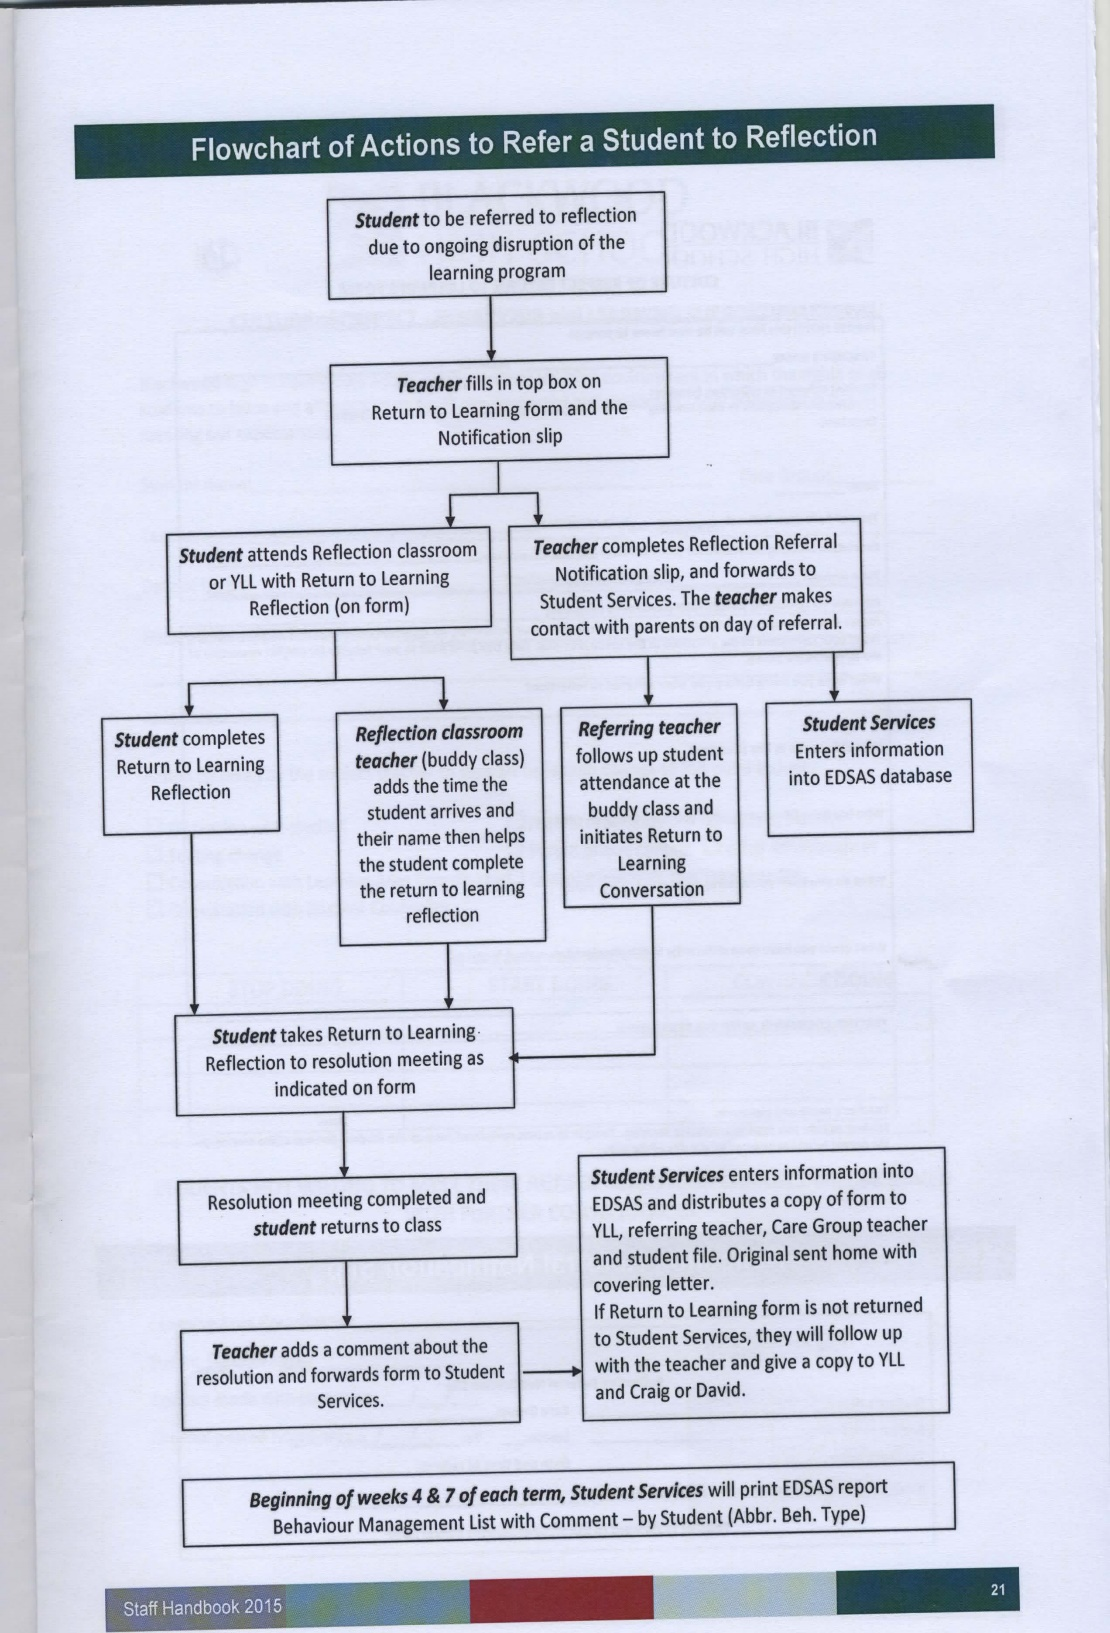 Flowchart of Actions to Refer a Student to Reflection
Student to be referred to reflection
due to ongoing disruption of the
learning program
Teacher fills in top box on
Return to Learning form and the
Notification slip
Student attends Reflection classroom
or YLL with Return to Learning
Reflection (on form)
Teacher completes Reflection Referral
Notification slip, and forwards to
Student Services. The teacher makes
contact with parents on day of referral.
Student completes
Return to Learning
Reflection
Reflection classroom
teacher (buddy class)
adds the time the
student arrives and
their name then helps
the student complete
the return to learning
reflection
Referring teacher
follows up student
attendance at the
buddy class and
initiates Return to
Learning
Conversation
Student Services
Enters information
into EDSAS database
Student takes Return to Learning
Reflection to resolution meeting as
indicated on form
Resolution meeting completed and
student returns to class
Teacher adds a comment about the
resolution and forwards form to Student
Services.
Student Services enters information into
EDSAS and distributes a copy of form to
YLL, referring teacher, Care Group teacher
and student file. Original sent home with
covering letter.
If Return to Learning form is not returned
to Student Services, they will follow up
with the teacher and give a copy to YLL
and Craig or David.
Beginning of weeks 4 & 7 of each term, Student Services will print EDSAS report
Behaviour Management List with Comment – by Student (Abbr. Beh. Type)
Staff Handbook 2015
21